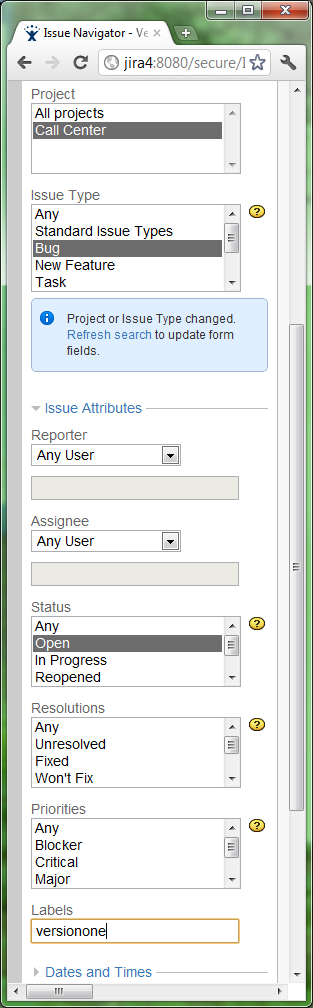 Issue Navigator - Ve
jira4:8080/secure/I
Project
All projects
Call Center
Issue Type
Any
Standard Issue Types
Bug
New Feature
Task
Project or Issue Type changed.
Refresh search to update form
fields.
Issue Attributes
Reporter
Any User
Assignee
Any User
Status
Any
Open
In Progress
Reopened
Resolutions
Any
Unresolved
Fixed
Won't Fix
Priorities
Any
Blocker
Critical
Major
Labels
versionone
Dates and Times